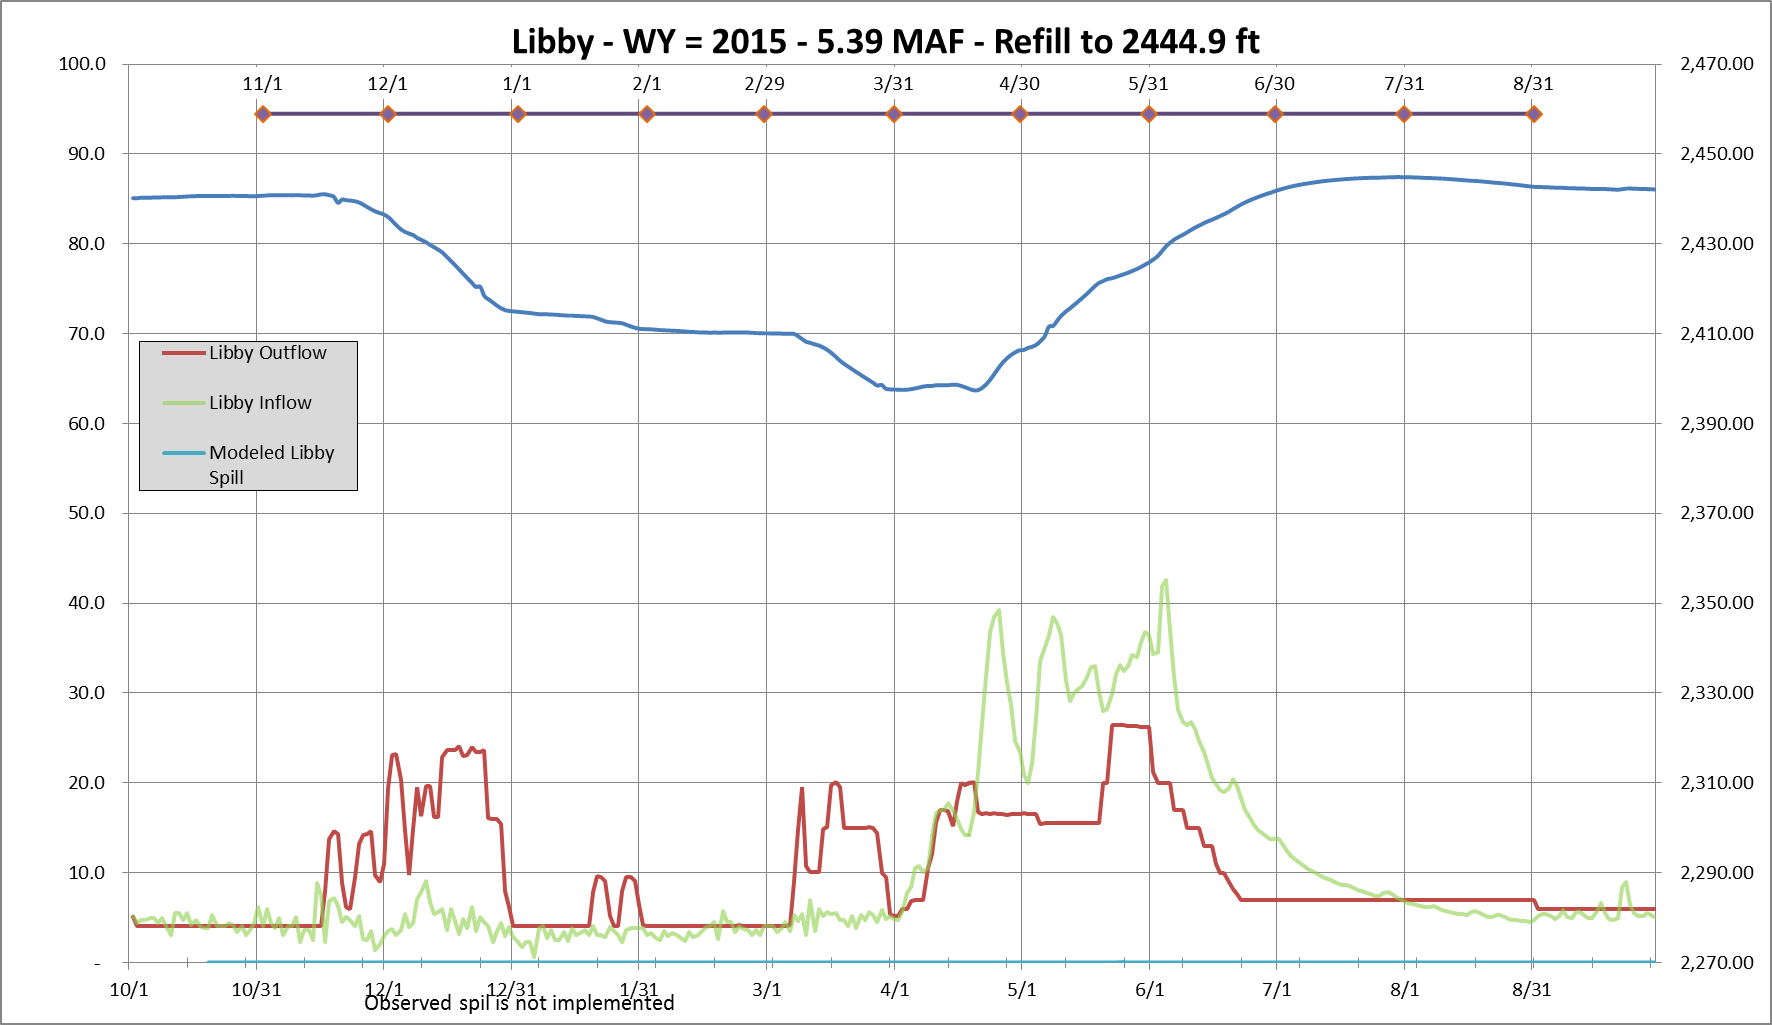 Libby - WY = 2015 - 5.39 MAF - Refill to 2444.9 ft
100.0
2,470.00
11/1 12/1 1/1 2/1 2/29 3/31 4/30 5/31 6/30 7/31 8/31
90.0
2,450.00
80.0
2,430.00
70.0
2,410.00
Libby Outflow
Libby Inflow
60.0
2,390.00
Modeled Libby
Spill
50.0
2,370.00
40.0
2,350.00
30.0
2,330.00
20.0
2,310.00
10.0
2,290.00
-
2,270.00
10/1 10/31 12/1 12/31 1/31 3/1 4/1 5/1 6/1 7/1 8/1 8/31
Observed spil is not implemented